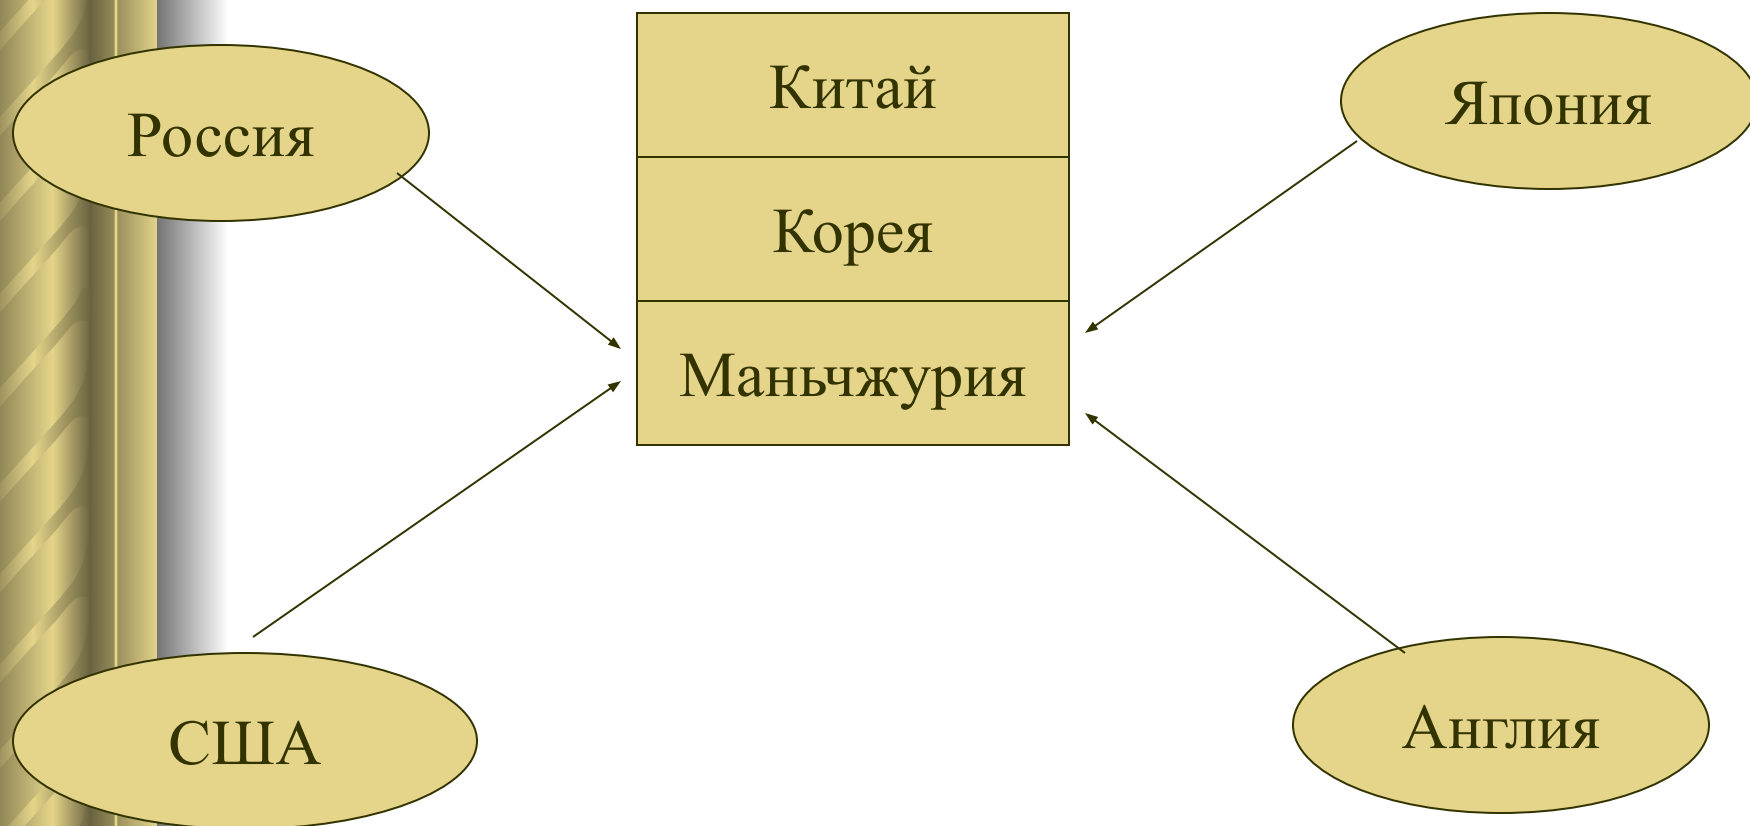 Россия
Китай
Корея
Маньчжурия
Япония
США
Англия